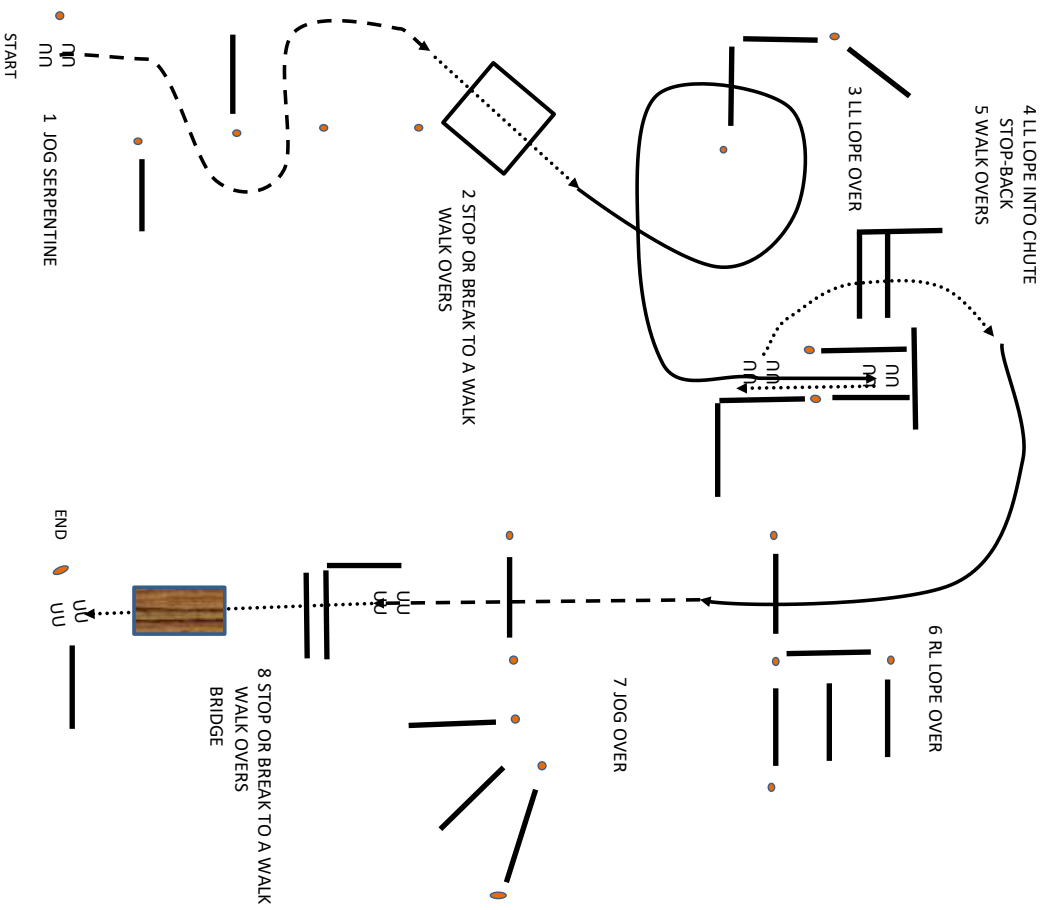 START
1 JOG SERPENTINE
2 STOP OR BREAK TO A WALK
WALK OVERS
3 LL LOPE OVER
4 LL LOPE INTO CHUTE
STOP-BACK
5 WALK OVERS
6 RL LOPE OVER
7 JOG OVER
8 STOP OR BREAK TO A WALK
WALK OVERS
BRIDGE
END